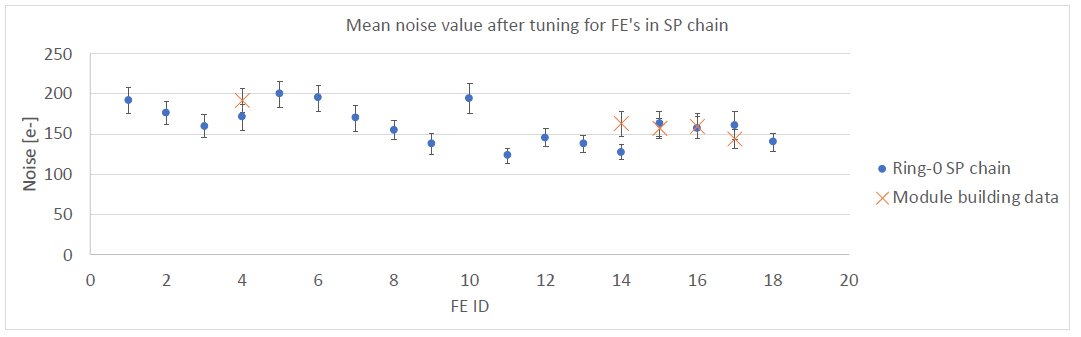 Mean noise value after tuning for FE's in SP chain
250
200
150
100
50
0
Noise [e-]
0 2 4 6 8 10 12 14 16 18 20
FE ID
Ring-0 SP chain
Module building data